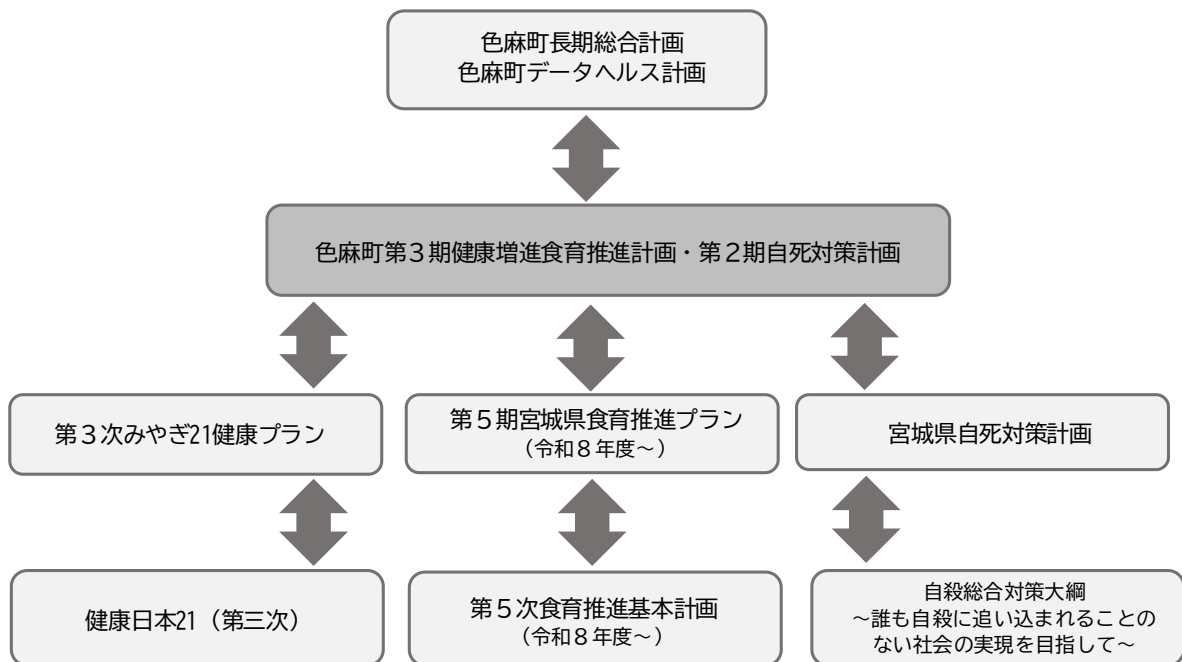 色麻町長期総合計画
色麻町データヘルス計画
色麻町第3期健康増進食育推進計画・第2期自死対策計画
第3次みやぎ21健康プラン
第5期宮城県食育推進プラン
(令和8年度~)
宮城県自死対策計画
健康日本21(第三次)
第5次食育推進基本計画
(令和8年度~)
自殺総合対策大綱
~誰も自殺に追い込まれることの
ない社会の実現を目指して~